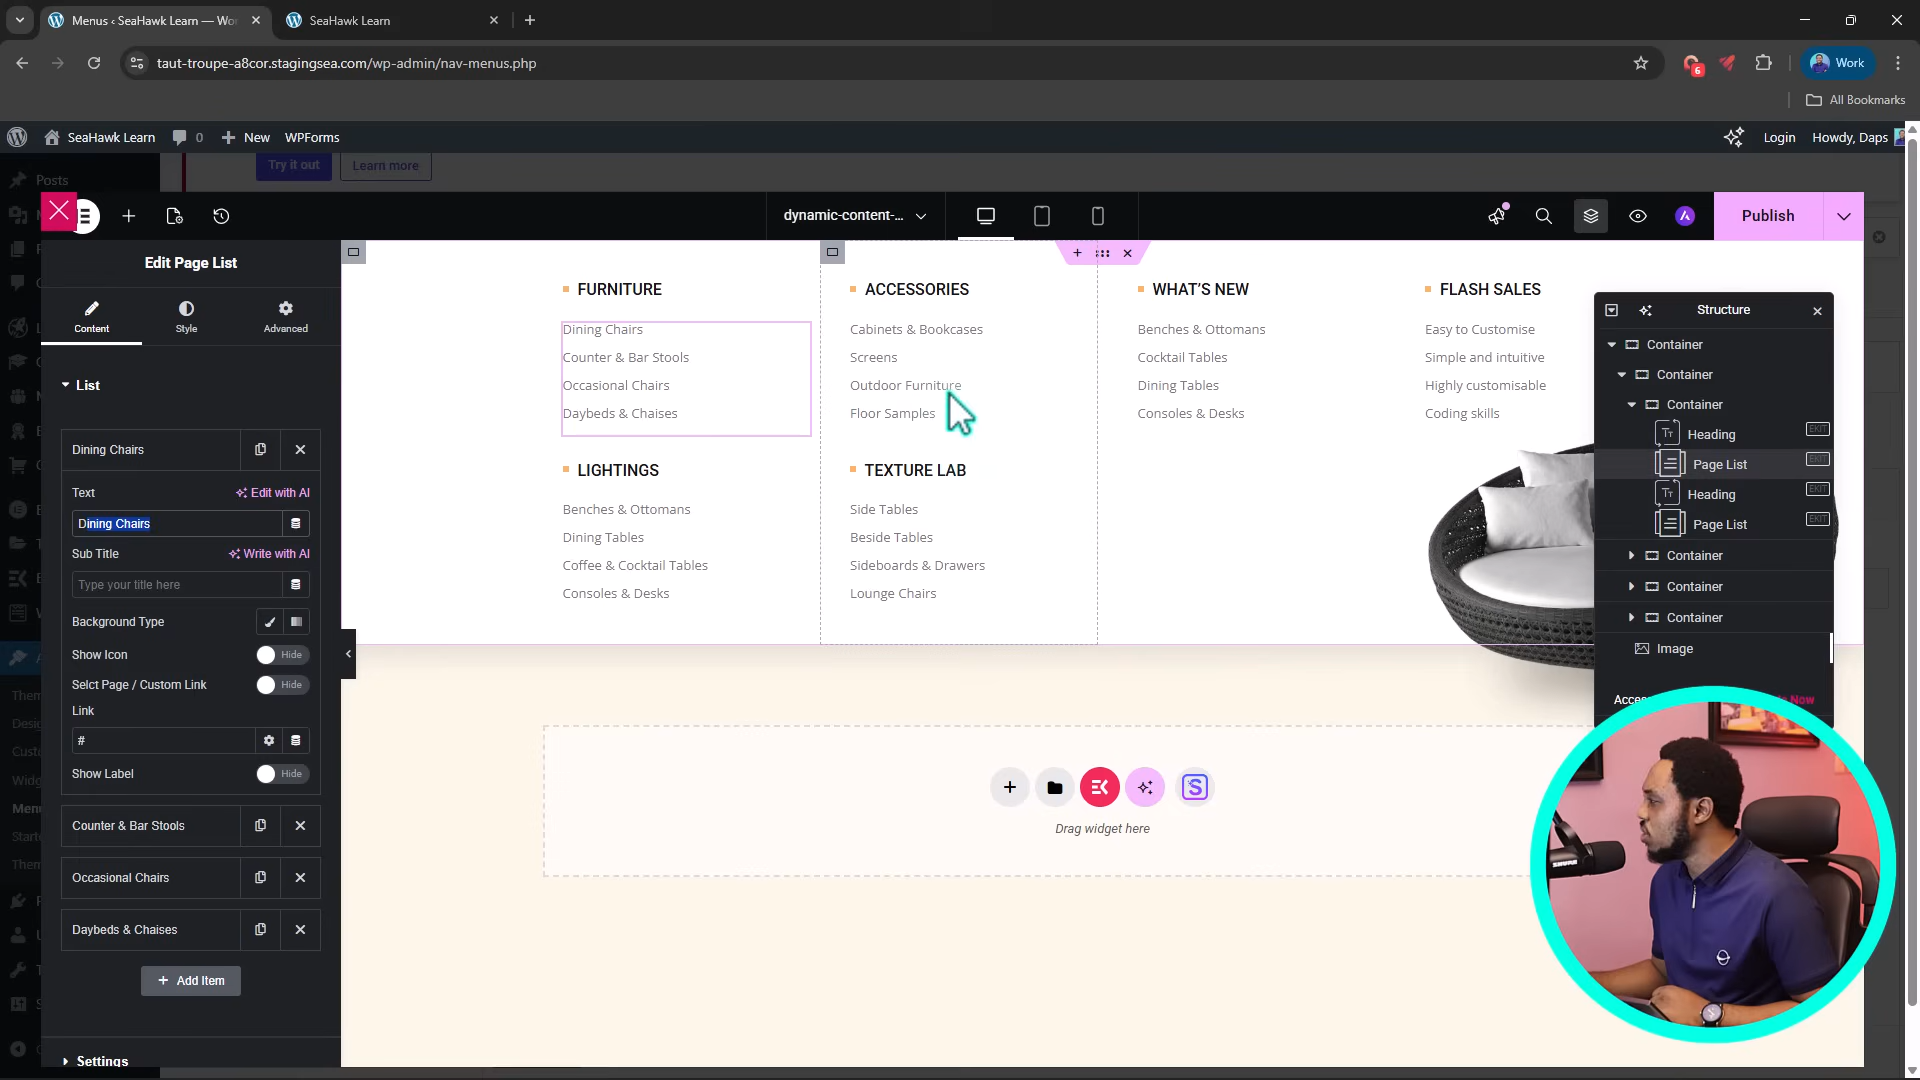 Menus ‹ SeaHawk Learn — Wo
SeaHawk Learn
taut-troupe-a8cor.stagingsea.com/wp-admin/nav-menus.php
6
Work
All Bookmarks
SeaHawk Learn
0
New
WPForms
Login
Howdy, Daps
Posts
Try it out
Learn more
dynamic-content-...
Publish
Edit Page List
Content
Style
Advanced
List
Dining Chairs
Text
Edit with AI
Dining Chairs
Sub Title
Write with AI
Type your title here
Background Type
Show Icon
Hide
Selct Page / Custom Link
Hide
Link
#
Show Label
Hide
Counter & Bar Stools
Occasional Chairs
Daybeds & Chaises
Add Item
Settings
FURNITURE
Dining Chairs
Counter & Bar Stools
Occasional Chairs
Daybeds & Chaises
LIGHTINGS
Benches & Ottomans
Dining Tables
Coffee & Cocktail Tables
Consoles & Desks
ACCESSORIES
Cabinets & Bookcases
Screens
Outdoor Furniture
Floor Samples
TEXTURE LAB
Side Tables
Beside Tables
Sideboards & Drawers
Lounge Chairs
WHAT'S NEW
Benches & Ottomans
Cocktail Tables
Dining Tables
Consoles & Desks
FLASH SALES
Easy to Customise
Simple and intuitive
Highly customisable
Coding skills
Drag widget here
Structure
Container
Container
Container
Heading
EKIT
Page List
EKIT
Heading
EKIT
Page List
EKIT
Container
Container
Container
Image
Now
SHURE